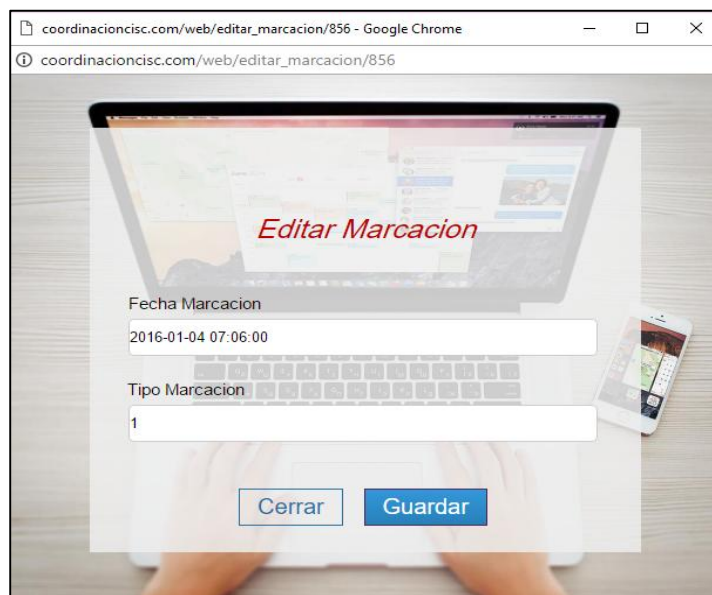 coordinacioncisc.com/web/editar_marcacion/856 - Google Chrome
coordinacioncisc.com/web/editar_marcacion/856
Editar Marcacion
Fecha Marcacion
2016-01-04 07:06:00
Tipo Marcacion
1
Cerrar
Guardar